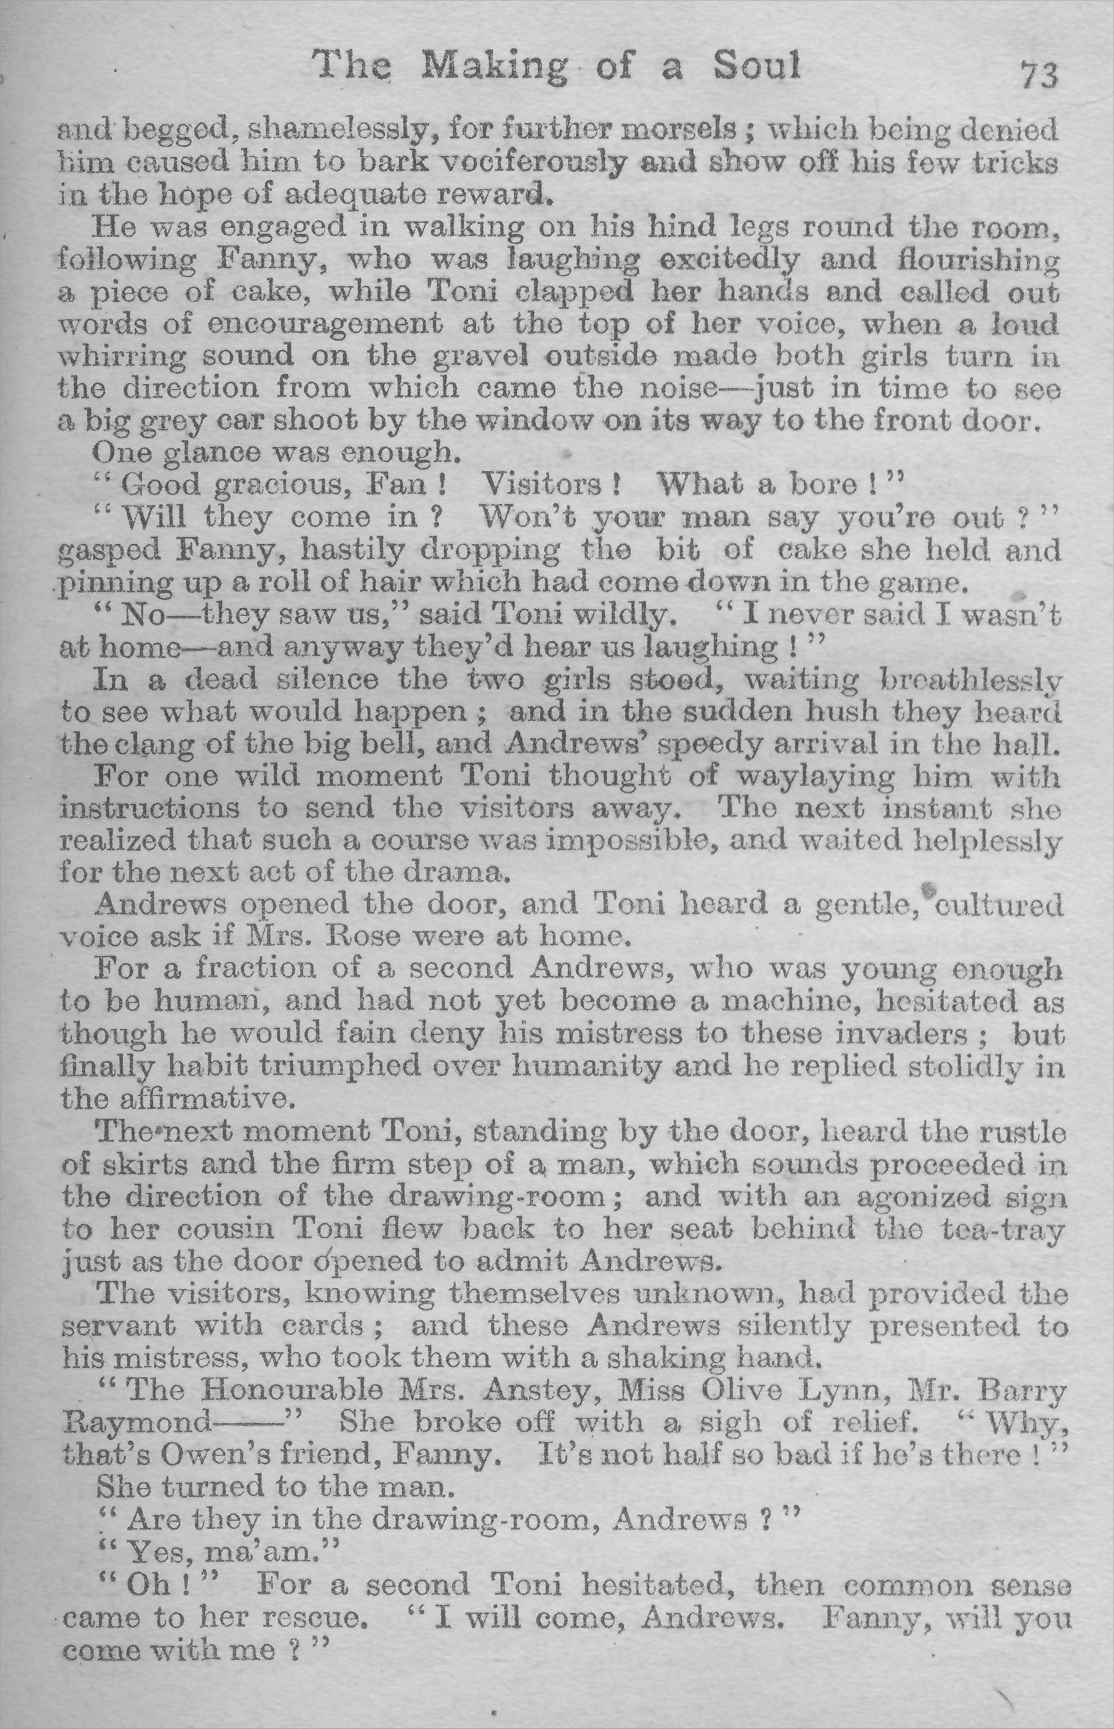 The Making of a Soul 73
and begged, shamelessly, for further morsels ; which being denied
him caused him to bark vociferously and show off his few tricks
in the hope of adequate reward.
He was engaged in walking on his hind legs round the room,
following Fanny, who was laughing excitedly and flourishing
a piece of cake, while Toni clapped her hands and called out
words of encouragement at the top of her voice, when a loud
whirring sound on the gravel outside made both girls turn in
the direction from which came the noise—just in time to see
a big grey car shoot by the window on its way to the front door.
One glance was enough.
“ Good gracious, Fan ! Visitors ! What a bore ! ”
“ Will they come in ? Won’t your man say you’re out ? ”
gasped Fanny, hastily dropping the bit of cake she held and
pinning up a roll of hair which had come down in the game.
“ No—they saw us,” said Toni wildly. “ I never said I wasn’t
at home—and anyway they’d hear us laughing ! ”
In a dead silence the two girls stood, waiting breathlessly
to see what would happen ; and in the sudden hush they heard
the clang of the big bell, and Andrews’ speedy arrival in the hall.
For one wild moment Toni thought of waylaying him with
instructions to send the visitors away. The next instant she
realized that such a course was impossible, and waited helplessly
for the next act of the drama.
Andrews opened the door, and Toni heard a gentle, cultured
voice ask if Mrs. Rose were at home.
For a fraction of a second Andrews, who was young enough
to be human, and had not yet become a machine, hesitated as
though he would fain deny his mistress to these invaders ; but
finally habit triumphed over humanity and he replied stolidly in
the affirmative.
The next moment Toni, standing by the door, heard the rustle
of skirts and the firm step of a man, which sounds proceeded in
the direction of the drawing-room ; and with an agonized sign
to her cousin Toni flew back to her seat behind the tea-tray
just as the door opened to admit Andrews.
The visitors, knowing themselves unknown, had provided the
servant with cards ; and these Andrews silently presented to
his mistress, who took them with a shaking hand.
“ The Honourable Mrs. Anstey, Miss Olive Lynn, Mr. Barry
Raymond——” She broke off with a sigh of relief. “ Why,
that’s Owen’s friend, Fanny. It’s not half so bad if he’s there ! ”
She turned to the man.
“ Are they in the drawing-room, Andrews ? ”
“ Yes, ma’am.”
“ Oh ! ” For a second Toni hesitated, then common sense
came to her rescue. “ I will come, Andrews. Fanny, will you
come with me ? ”